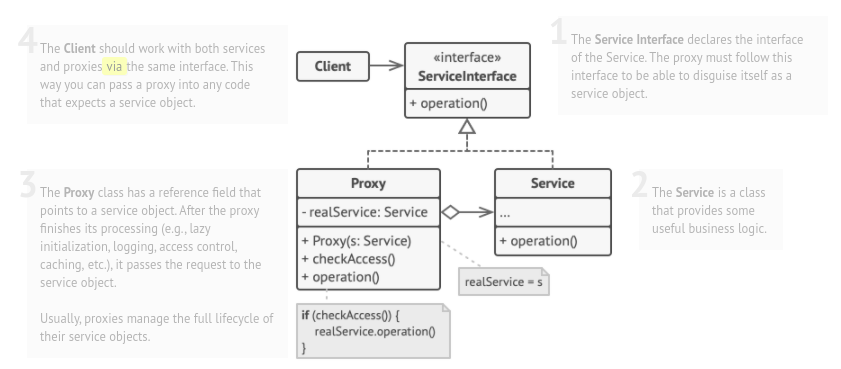 4
The Client should work with both services
and proxies via the same interface. This
way you can pass a proxy into any code
that expects a service object.
Client
«interface»
ServiceInterface
+ operation()
1
The Service Interface declares the interface
of the Service. The proxy must follow this
interface to be able to disguise itself as a
service object.
3
The Proxy class has a reference field that
points to a service object. After the proxy
finishes its processing (e.g., lazy
initialization, logging, access control,
caching, etc.), it passes the request to the
service object.
Usually, proxies manage the full lifecycle of
their service objects.
Proxy
- realService: Service
+ Proxy(s: Service)
+ checkAccess()
+ operation()
Service
...
+ operation()
2
The Service is a class
that provides some
useful business logic.
realService = s
if (checkAccess()) {
realService.operation()
}